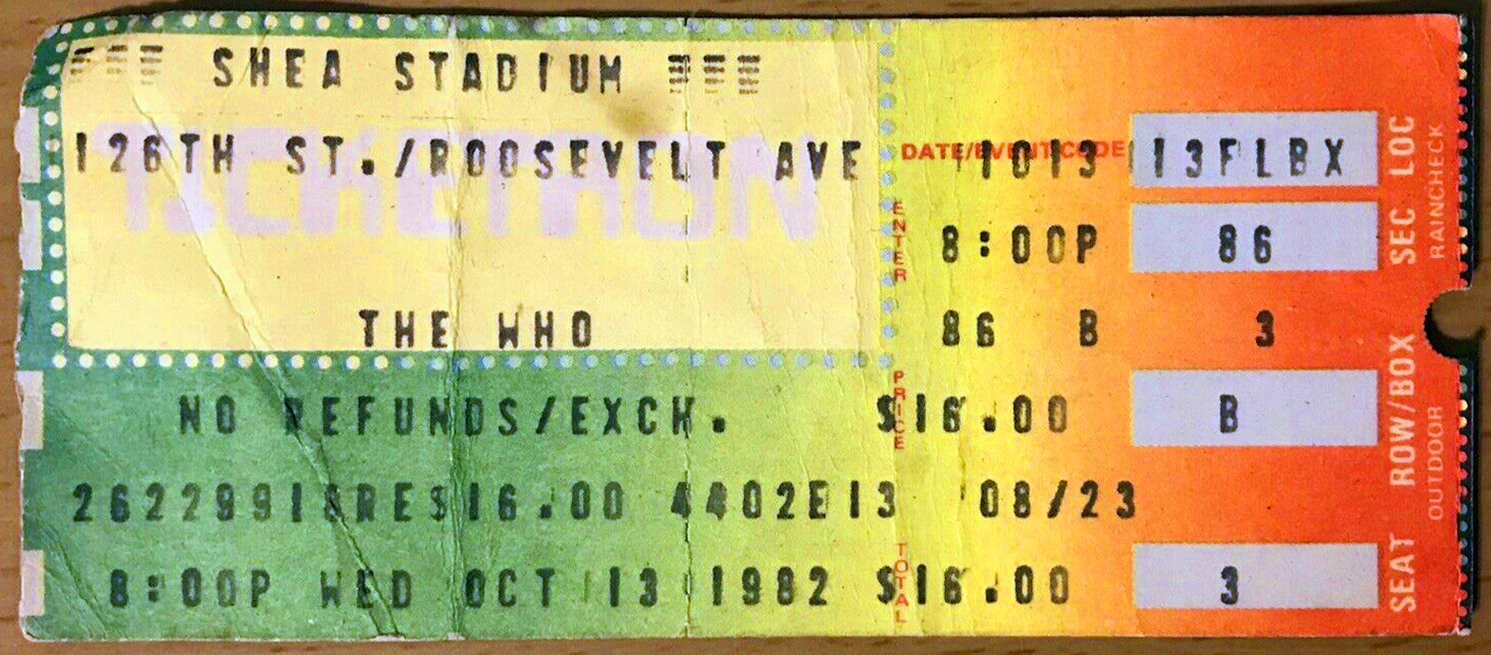 SHEA STADIUM
126TH ST./ROOSEVELT AVE
TICKETRON
THE WHO
NO REFUNDS/EXCH.
262299 RES$16.00 4402E13 08/23
8:00P WED OCT 13 1982 $16.00
DATE/EVENT CODE 1013 13FLBX
ENTER 8:00P 86
86 B 3
PRICE $16.00 B
TOTAL 3
SEC LOC
RAINCHECK
ROW/BOX
OUTDOOR
SEAT